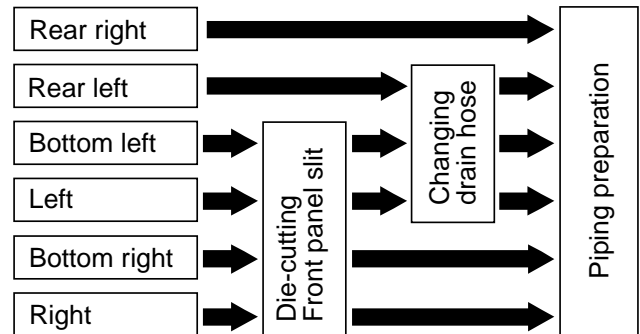 Rear right
Rear left
Bottom left
Left
Bottom right
Right
Die-cutting
Front panel slit
Changing
drain hose
Piping preparation